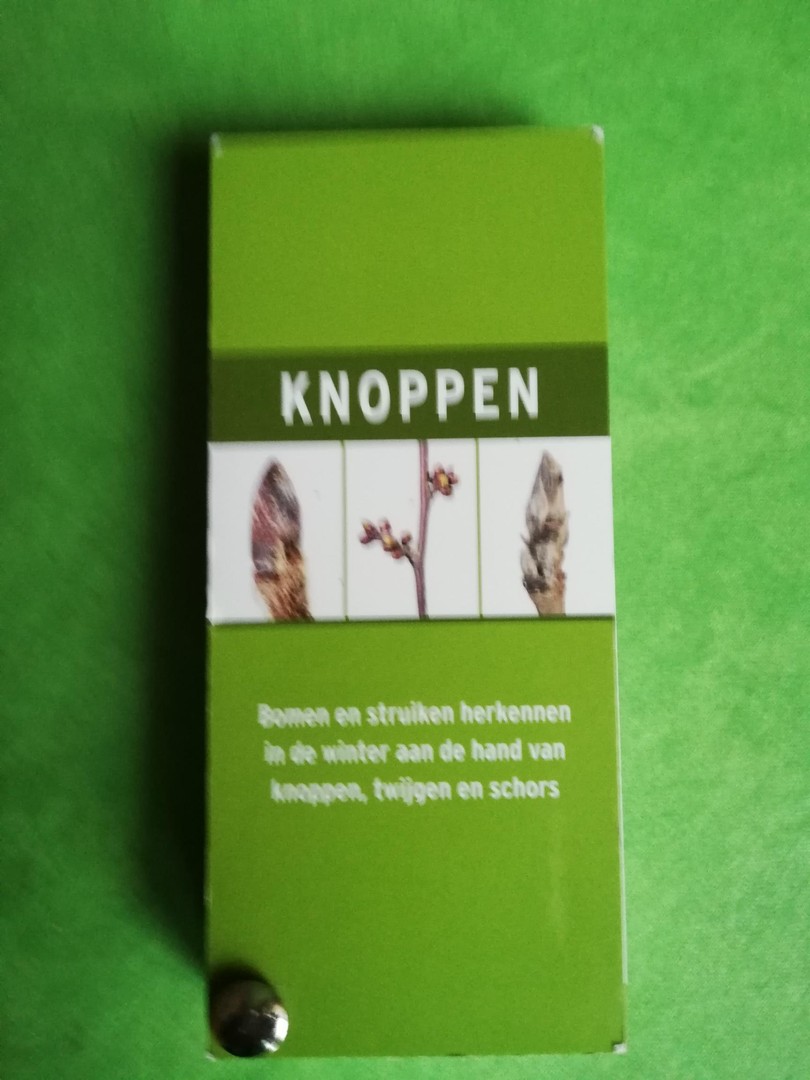 KNOPPEN
Bomen en struiken herkennen
in de winter aan de hand van
knoppen, twijgen en schors